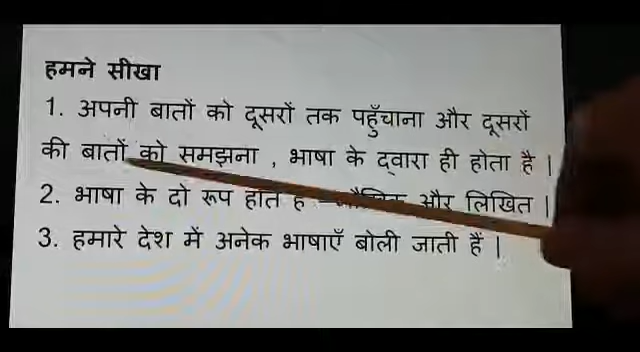 हमने सीखा
1. अपनी बातों को दूसरों तक पहुँचाना और दूसरों
की बातों को समझना , भाषा के द्वारा ही होता है |
2. भाषा के दो रूप होते हैं – मौखिक और लिखित |
3. हमारे देश में अनेक भाषाएँ बोली जाती हैं |